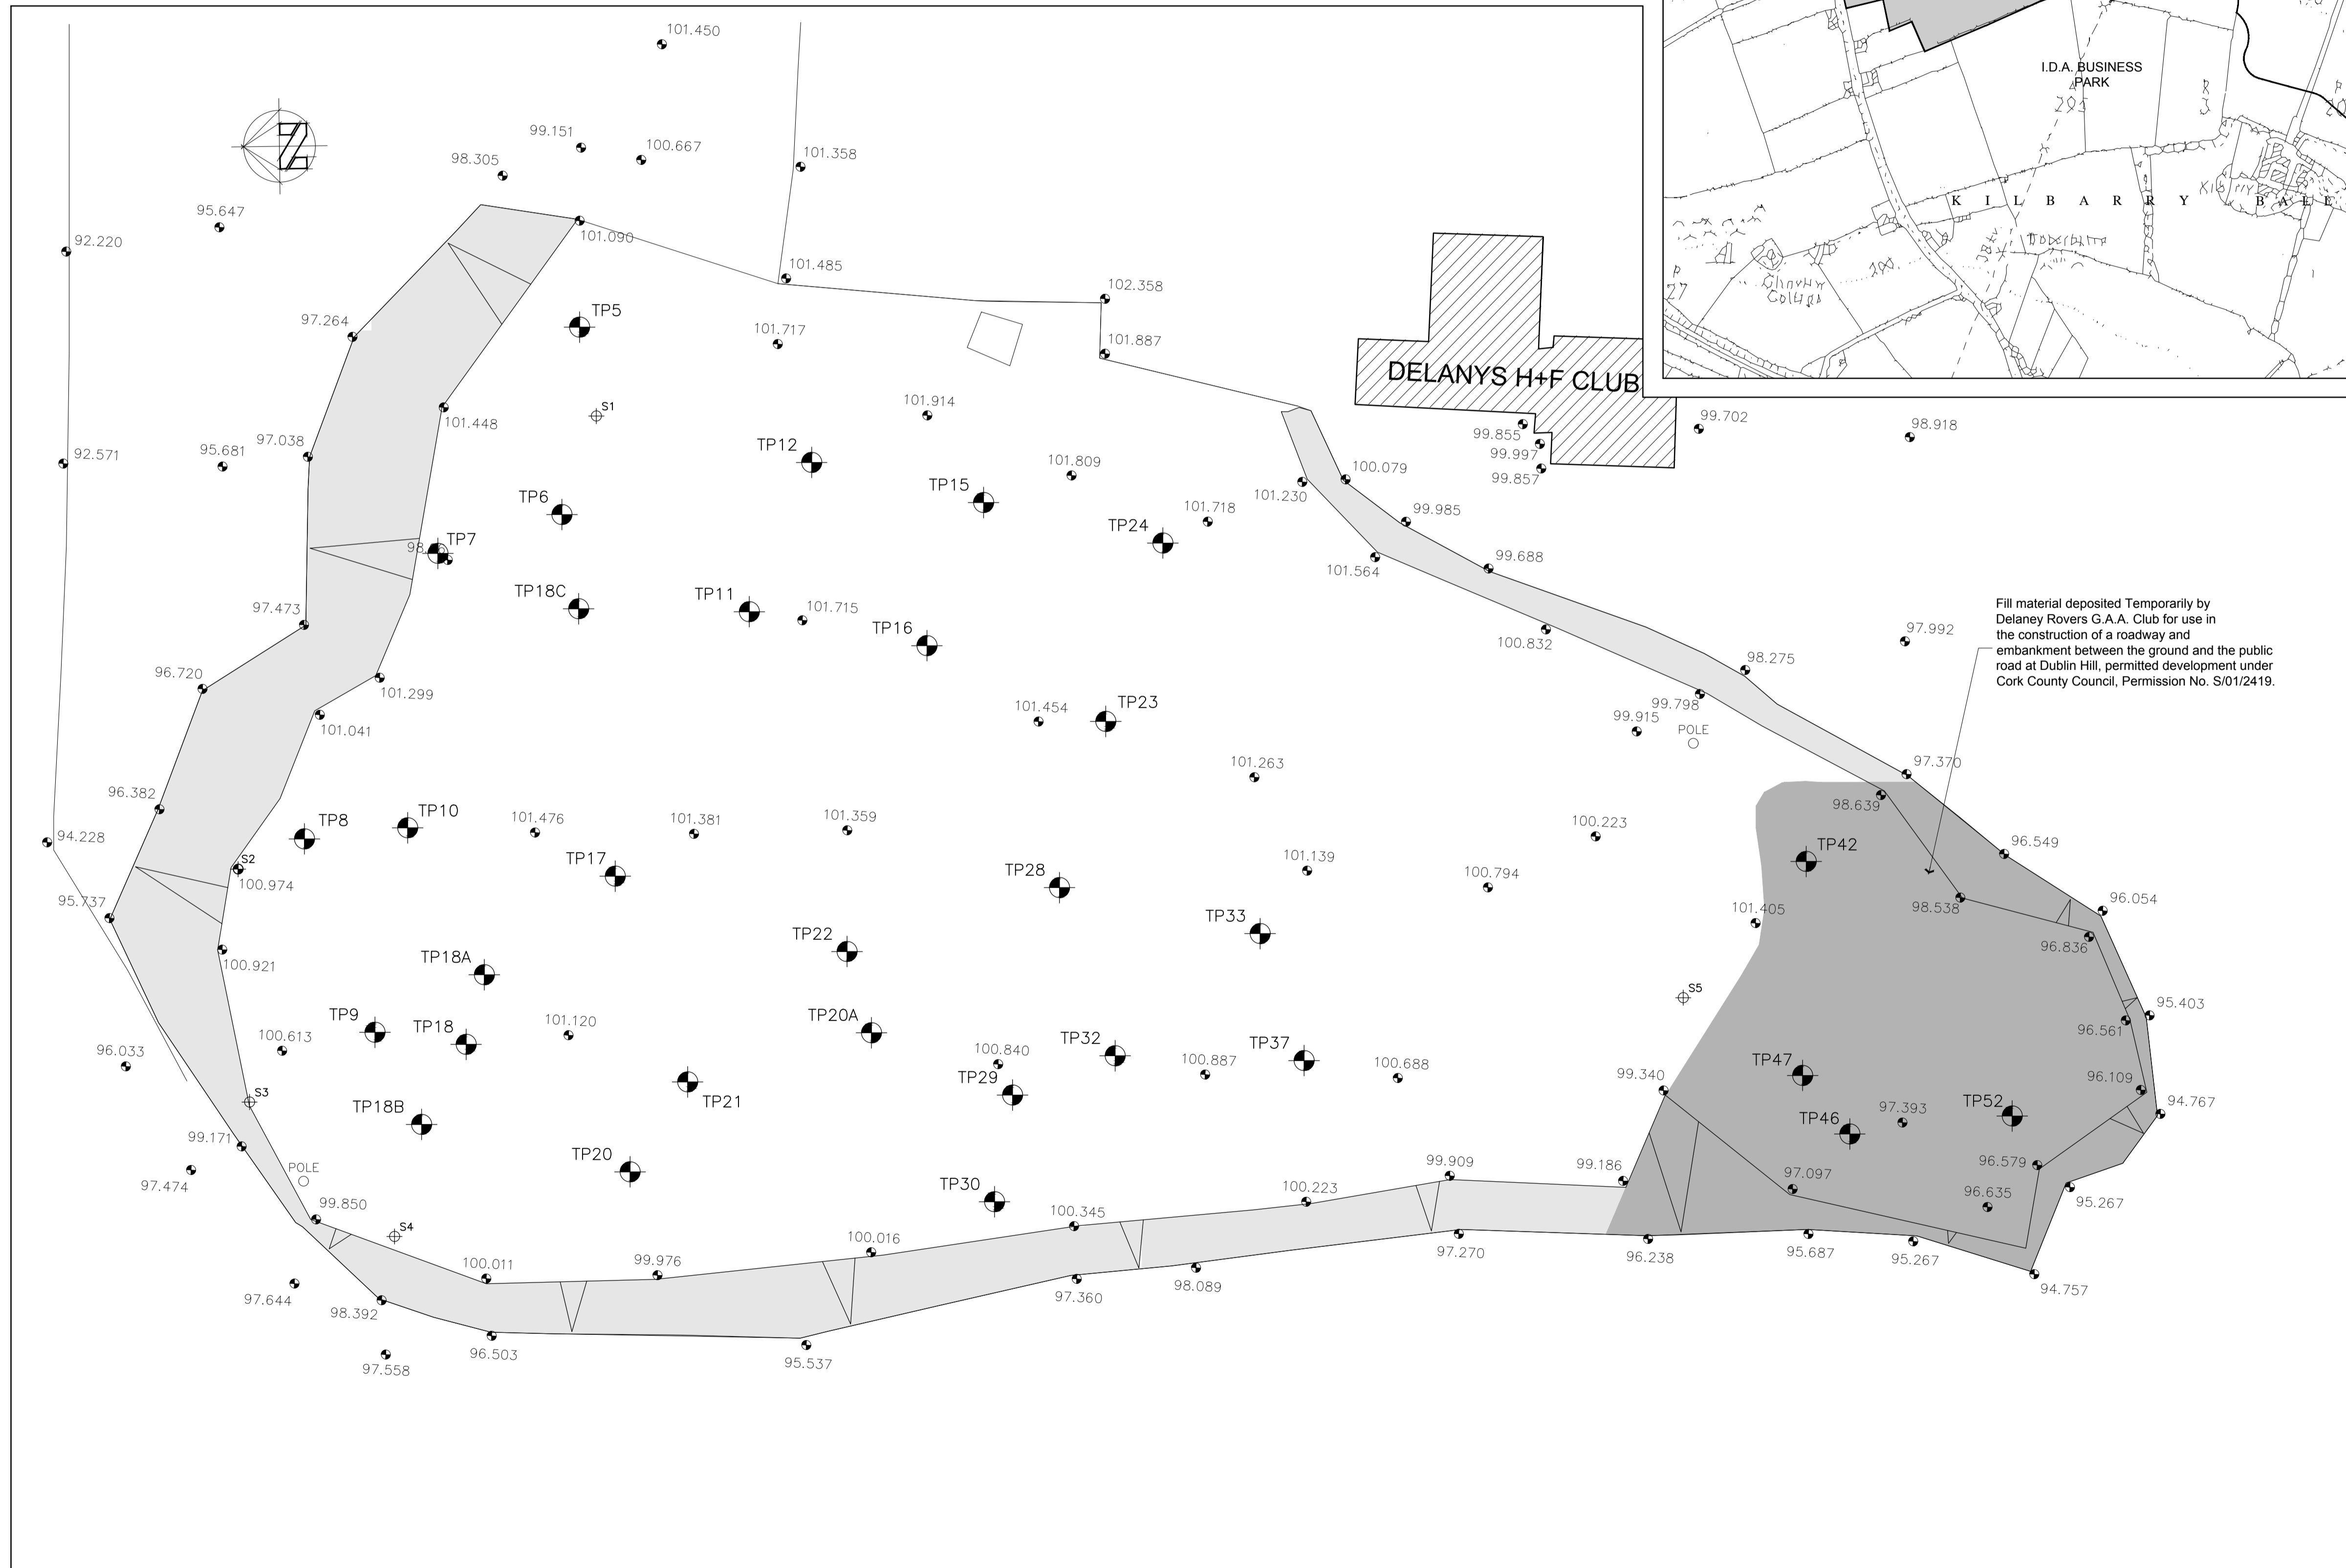 101.450
I.D.A. BUSINESS
PARK
99.151
100.667
101.358
98.305
95.647
K I L B A R R Y
92.220
101.090
101.485
102.358
TP5
97.264
101.717
101.887
DELANYS H+F CLUB
S1
101.914
101.448
99.702
98.918
97.038
99.855
TP12
99.997
92.571
95.681
101.809
100.079
99.857
TP15
101.230
TP6
101.718
99.985
TP24
TP7
99.688
101.564
TP18C
TP11
101.715
97.473
TP16
100.832
97.992
Fill material deposited Temporarily by
Delaney Rovers G.A.A. Club for use in
the construction of a roadway and
embankment between the ground and the public
road at Dublin Hill, permitted development under
Cork County Council, Permission No. S/01/2419.
98.275
96.720
101.299
101.454
TP23
99.798
99.915
POLE
101.041
101.263
97.370
96.382
98.639
TP8
TP10
101.476
101.381
101.359
100.223
94.228
TP42
96.549
S2
TP17
TP28
101.139
100.794
100.974
95.737
101.405
98.538
96.054
TP33
TP22
96.836
100.921
TP18A
S5
95.403
TP9
TP18
101.120
TP20A
96.561
100.613
TP32
TP37
96.033
100.840
100.887
100.688
99.340
TP47
TP29
96.109
S3
TP21
TP18B
97.393
TP52
94.767
TP46
99.171
TP20
POLE
99.909
99.186
96.579
97.474
TP30
97.097
96.635
95.267
99.850
100.223
100.345
S4
100.016
97.270
96.238
95.687
95.267
100.011
99.976
97.644
98.392
97.360
98.089
94.757
96.503
95.537
97.558